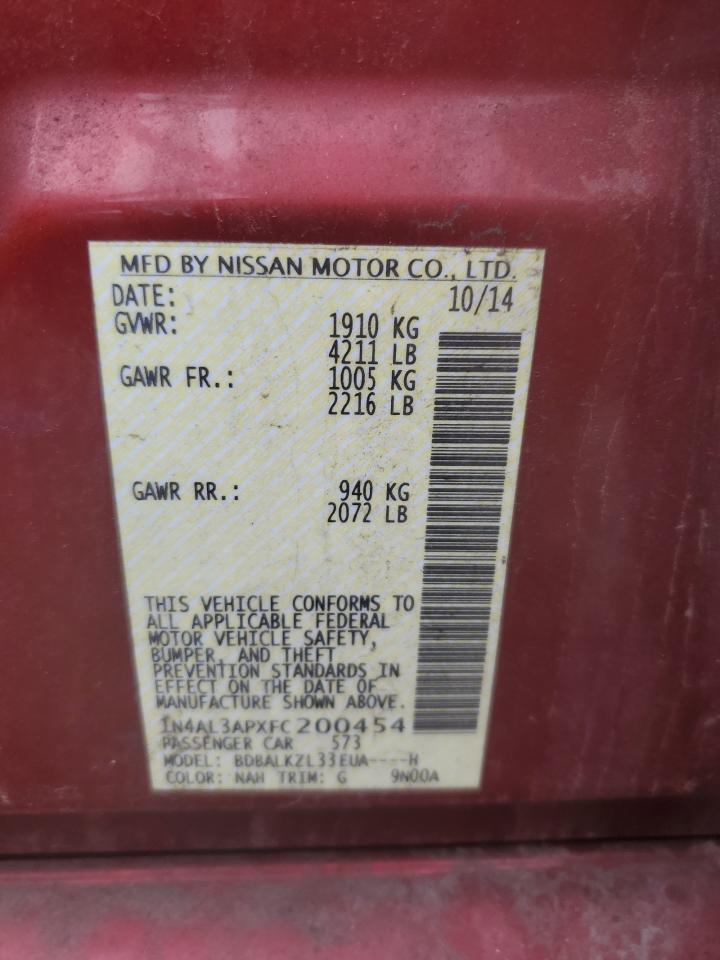 MFD BY NISSAN MOTOR CO., LTD.
DATE: 10/14
GVWR: 1910 KG
4211 LB
GAWR FR.: 1005 KG
2216 LB
GAWR RR.: 940 KG
2072 LB
THIS VEHICLE CONFORMS TO
ALL APPLICABLE FEDERAL
MOTOR VEHICLE SAFETY,
BUMPER, AND THEFT
PREVENTION STANDARDS IN
EFFECT ON THE DATE OF
MANUFACTURE SHOWN ABOVE.
1N4AL3APXFC200454
PASSENGER CAR 573
MODEL: BDBALKZL33EUA----H
COLOR: NAH TRIM: G 9N00A